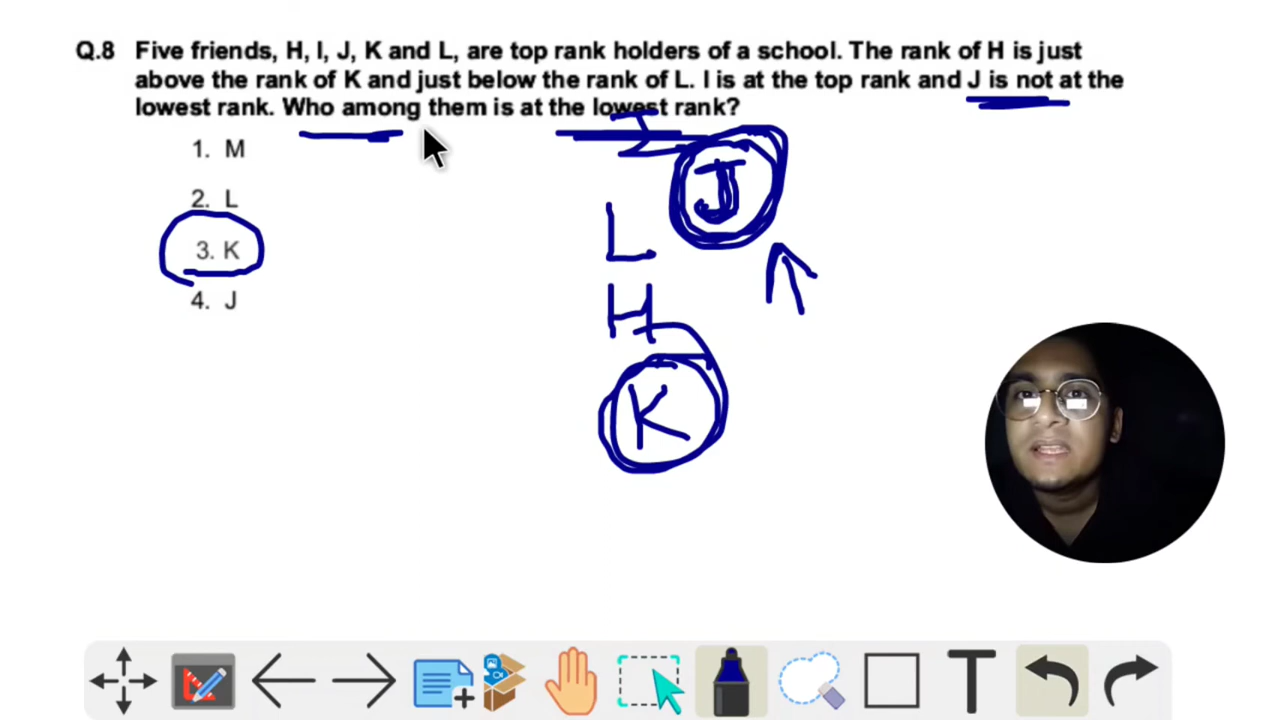 Q.8 Five friends, H, I, J, K and L, are top rank holders of a school. The rank of H is just
above the rank of K and just below the rank of L. I is at the top rank and J is not at the
lowest rank. Who among them is at the lowest rank?
1. M
2. L
3. K
4. J
I
J
L
H
K
T